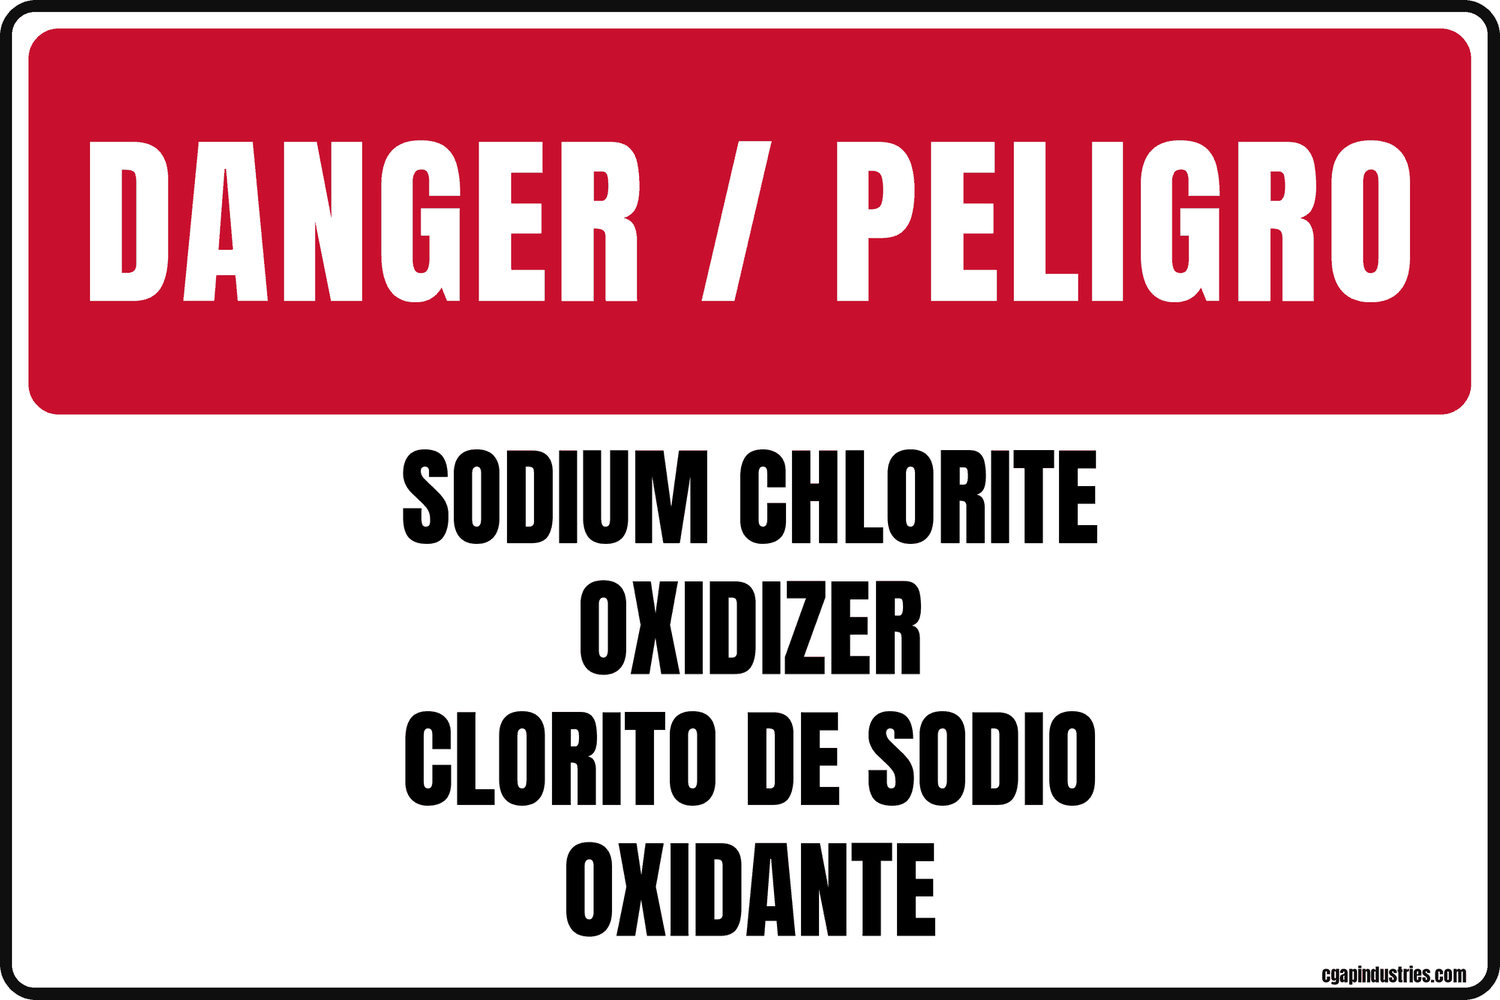 DANGER / PELIGRO
SODIUM CHLORITE
OXIDIZER
CLORITO DE SODIO
OXIDANTE
cgapindustries.com